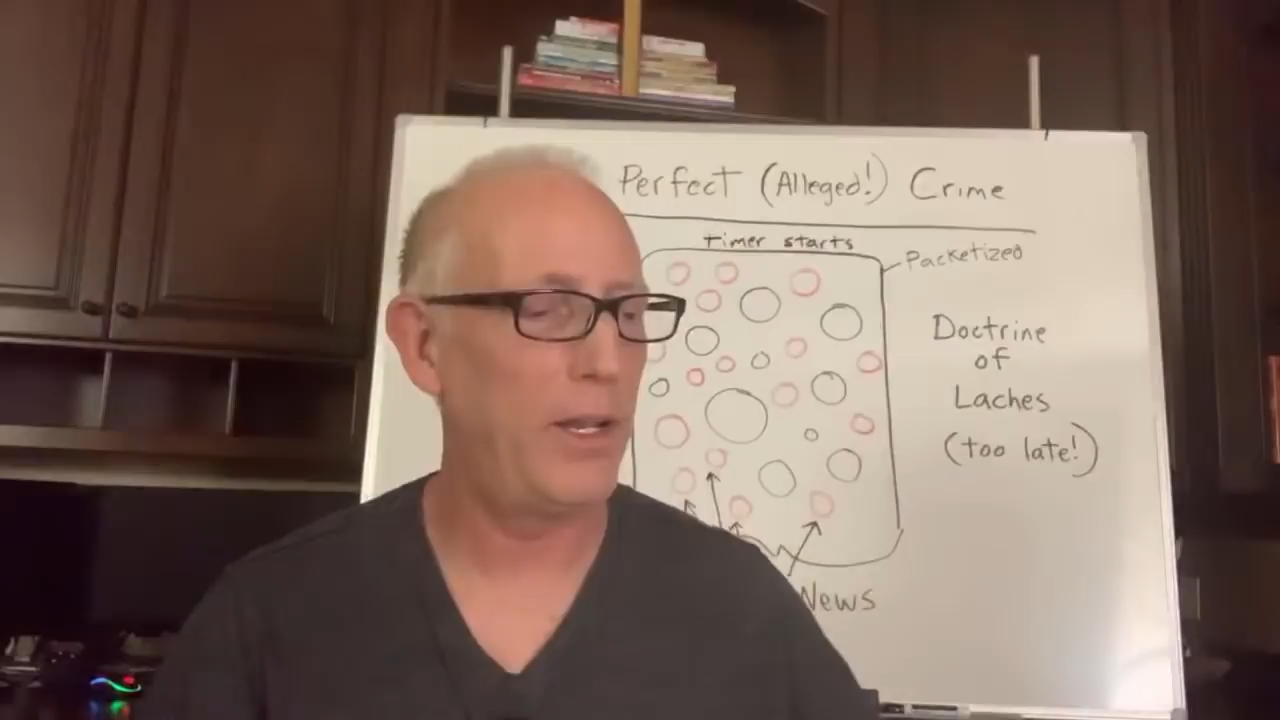 Perfect (Alleged!) Crime
Timer starts
Packetized
Doctrine
of
Laches
(too late!)
News